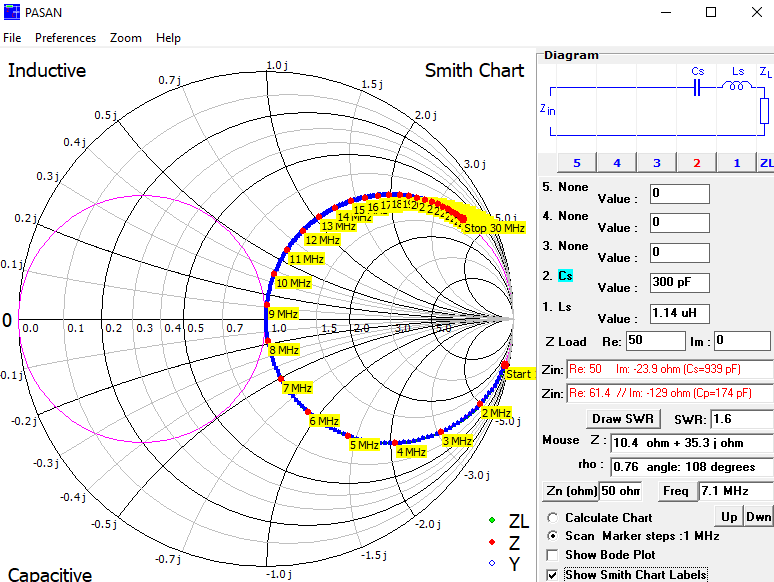 PASAN
File Preferences Zoom Help
Inductive
Smith Chart
1.0 j
0.7 j
1.5 j
0.5 j
2.0 j
0.4 j
3.0 j
0.3 j
0.2 j
5.0 j
0.1 j
15
16
17
18
14 MHz
13 MHz
Stop 30 MHz
12 MHz
11 MHz
10 MHz
9 MHz
0
0.0 0.1 0.2 0.3 0.4 0.5 0.7 1.0 1.5 2.0 3.0 5.0
8 MHz
Start
-0.1 j
7 MHz
2 MHz
-0.2 j
6 MHz
-5.0 j
5 MHz
3 MHz
4 MHz
-0.3 j
-3.0 j
-0.4 j
-0.5 j
-2.0 j
-0.7 j
-1.5 j
-1.0 j
Capacitive
ZL
Z
Y
Diagram
Cs Ls ZL
Zin
5 4 3 2 1 ZL
5. None
Value : 0
4. None
Value : 0
3. None
Value : 0
2. Cs
Value : 300 pF
1. Ls
Value : 1.14 uH
Z Load Re: 50 Im : 0
Zin: Re: 50 Im: -23.9 ohm (Cs=939 pF)
Zin: Re: 61.4 // Im: -129 ohm (Cp=174 pF)
Draw SWR SWR: 1.6
Mouse Z : 10.4 ohm + 35.3 j ohm
rho : 0.76 angle: 108 degrees
Zn (ohm) 50 ohm Freq 7.1 MHz
Calculate Chart Up Dwn
Scan Marker steps :1 MHz
Show Bode Plot
Show Smith Chart Labels